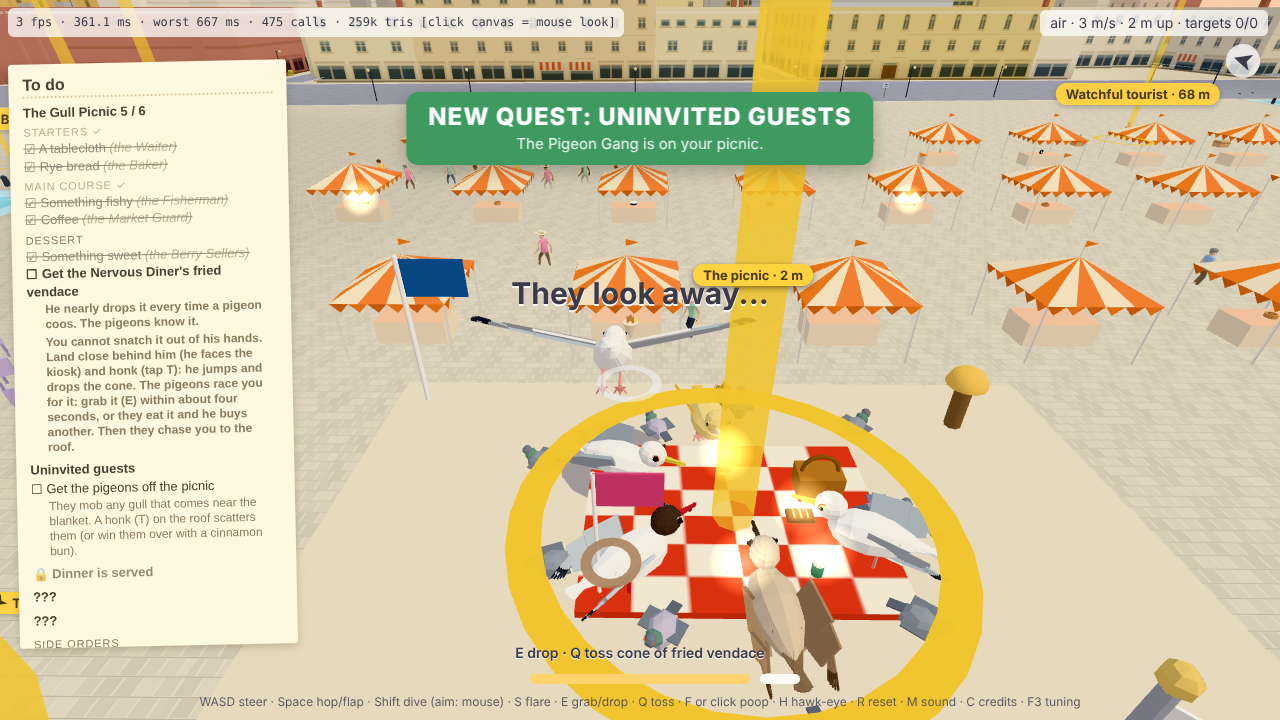 3 fps · 361.1 ms · worst 667 ms · 475 calls · 259k tris [click canvas = mouse look]
air · 3 m/s · 2 m up · targets 0/0
To do
The Gull Picnic 5 / 6
STARTERS ✓
☑ A tablecloth (the Waiter)
☑ Rye bread (the Baker)
MAIN COURSE ✓
☑ Something fishy (the Fisherman)
☑ Coffee (the Market Guard)
DESSERT
☑ Something sweet (the Berry Sellers)
☐ Get the Nervous Diner's fried
vendace
He nearly drops it every time a pigeon
coos. The pigeons know it.
You cannot snatch it out of his hands.
Land close behind him (he faces the
kiosk) and honk (tap T): he jumps and
drops the cone. The pigeons race you
for it: grab it (E) within about four
seconds, or they eat it and he buys
another. Then they chase you to the
roof.
Uninvited guests
☐ Get the pigeons off the picnic
They mob any gull that comes near the
blanket. A honk (T) on the roof scatters
them (or win them over with a cinnamon
bun).
🔒 Dinner is served
???
???
SIDE ORDERS
NEW QUEST: UNINVITED GUESTS
The Pigeon Gang is on your picnic.
Watchful tourist · 68 m
The picnic · 2 m
They look away...
E drop · Q toss cone of fried vendace
WASD steer · Space hop/flap · Shift dive (aim: mouse) · S flare · E grab/drop · Q toss · F or click poop · H hawk-eye · R reset · M sound · C credits · F3 tuning